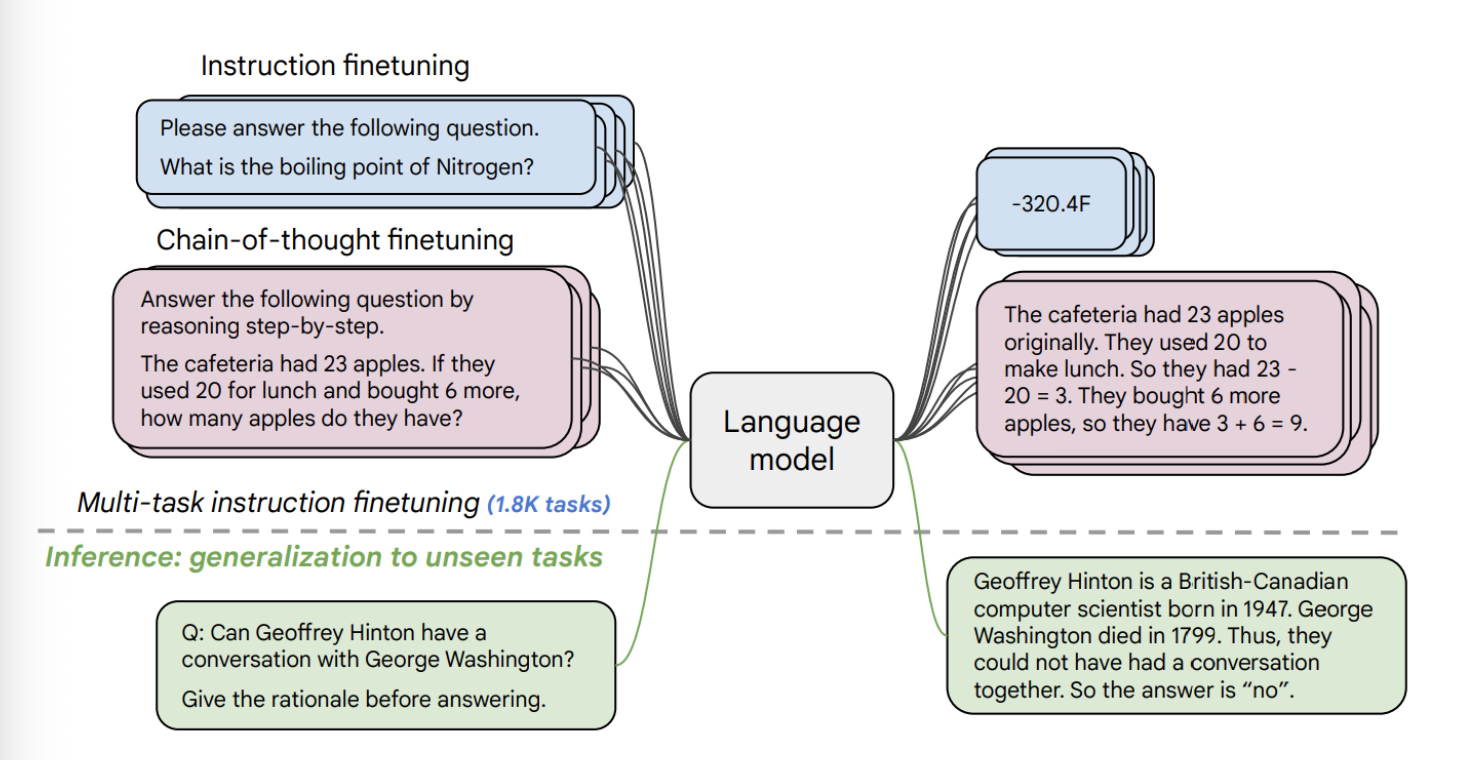 Instruction finetuning
Please answer the following question.
What is the boiling point of Nitrogen?
-320.4F
Chain-of-thought finetuning
Answer the following question by
reasoning step-by-step.
The cafeteria had 23 apples. If they
used 20 for lunch and bought 6 more,
how many apples do they have?
Language
model
The cafeteria had 23 apples
originally. They used 20 to
make lunch. So they had 23 -
20 = 3. They bought 6 more
apples, so they have 3 + 6 = 9.
Multi-task instruction finetuning (1.8K tasks)
Inference: generalization to unseen tasks
Q: Can Geoffrey Hinton have a
conversation with George Washington?
Give the rationale before answering.
Geoffrey Hinton is a British-Canadian
computer scientist born in 1947. George
Washington died in 1799. Thus, they
could not have had a conversation
together. So the answer is “no”.